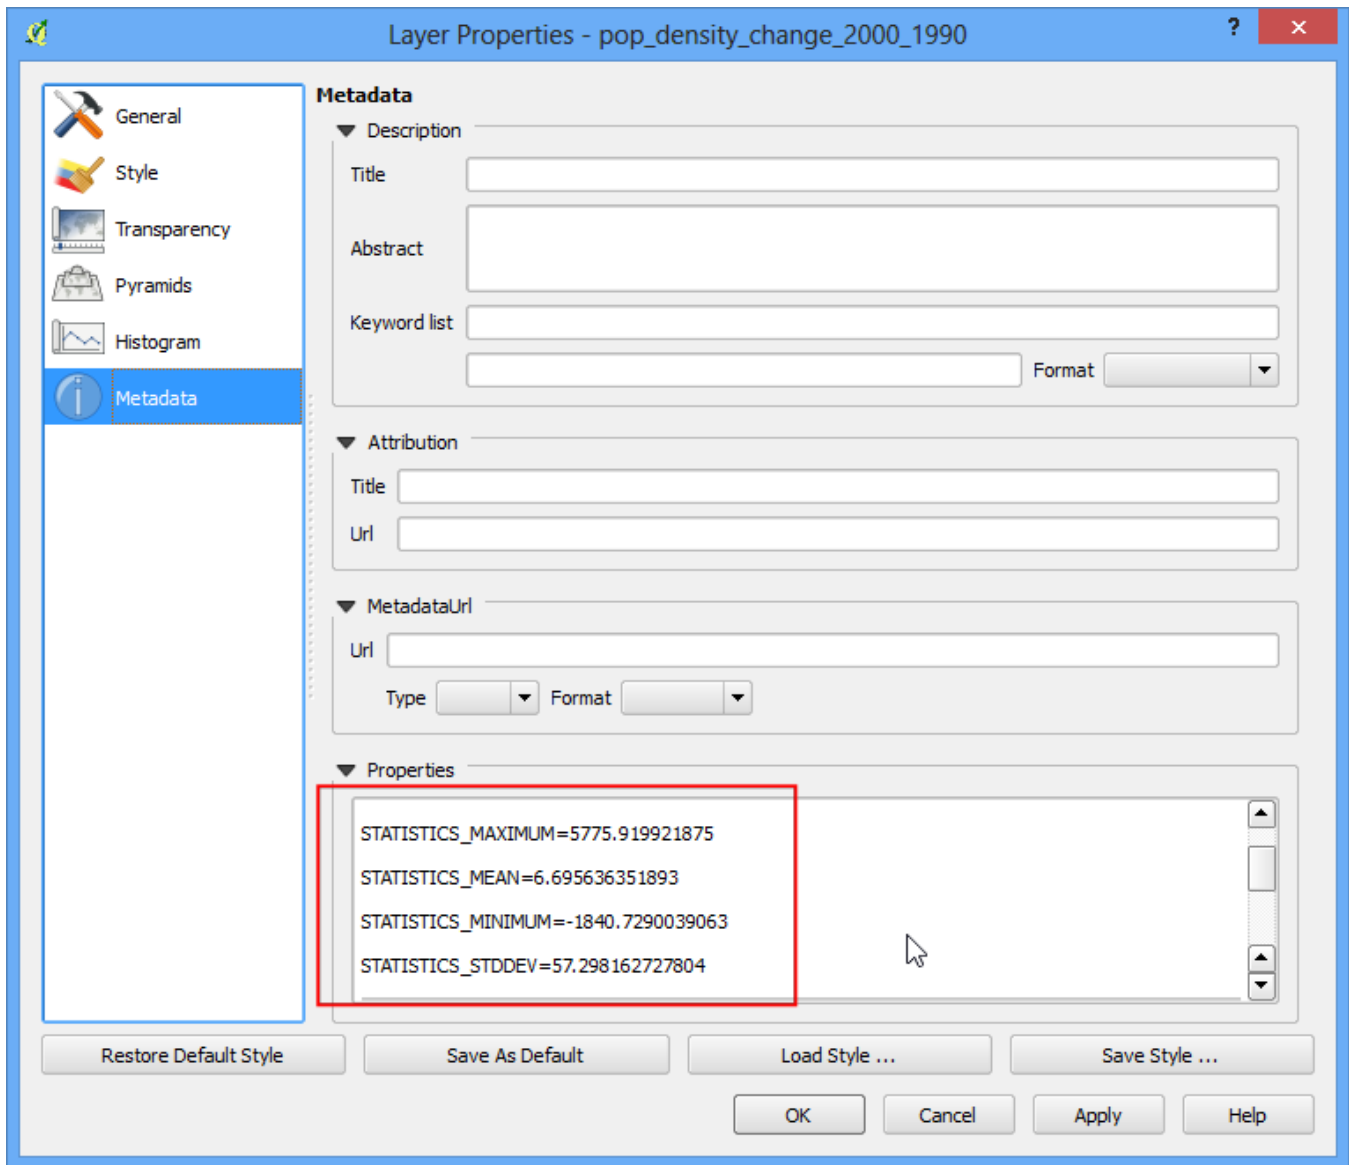 Layer Properties - pop_density_change_2000_1990
?
General
Style
Transparency
Pyramids
Histogram
Metadata
Metadata
Description
Title
Abstract
Keyword list
Format
Attribution
Title
Url
MetadataUrl
Url
Type Format
Properties
STATISTICS_MAXIMUM=5775.919921875
STATISTICS_MEAN=6.695636351893
STATISTICS_MINIMUM=-1840.7290039063
STATISTICS_STDDEV=57.298162727804
Restore Default Style Save As Default Load Style ... Save Style ...
OK Cancel Apply Help